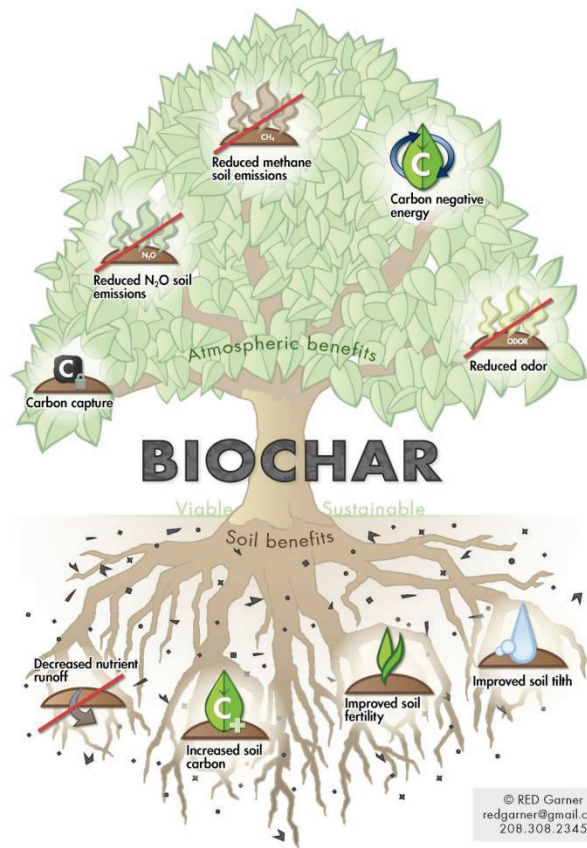 CH₄
Reduced methane
soil emissions
C
Carbon negative
energy
N₂O
Reduced N₂O soil
emissions
ODOR
Reduced odor
Atmospheric benefits
C
Carbon capture
BIOCHAR
Viable Sustainable
Soil benefits
Decreased nutrient
runoff
C+
Increased soil
carbon
Improved soil
fertility
Improved soil tilth
© RED Garner
redgarner@gmail.c
208.308.2345